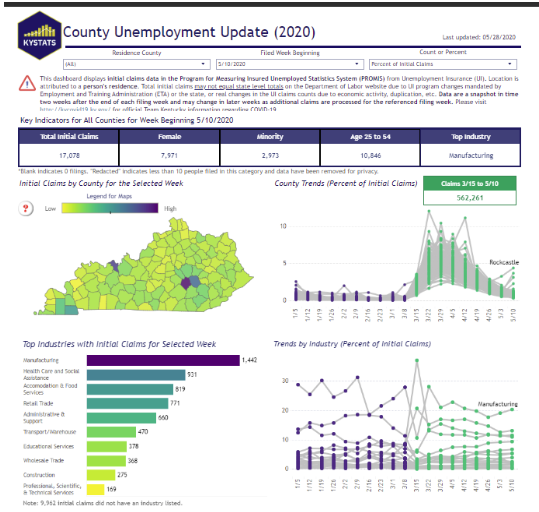 KYSTATS
County Unemployment Update (2020)
Last updated: 05/28/2020
Residence County
Filed Week Beginning
Count or Percent
(All)
5/10/2020
Percent of Initial Claims
This dashboard displays initial claims data in the Program for Measuring Insured Unemployed Statistics System (PROMIS) from Unemployment Insurance (UI). Location is
attributed to a person's residence. Total initial claims may not equal state level totals on the Department of Labor website due to UI program changes mandated by
Employment and Training Administration (ETA) or the state, or real changes in the UI claims counts due to economic activity, duplication, etc. Data are a snapshot in time
two weeks after the end of each filing week and may change in later weeks as additional claims are processed for the referenced filing week. Please visit
for official Team Kentucky information regarding COVID-19.
Key Indicators for All Counties for Week Beginning 5/10/2020
Total Initial Claims
Female
Minority
Age 25 to 54
Top Industry
17,078
7,971
2,973
10,846
Manufacturing
*Blank indicates 0 filings, "Redacted" indicates less than 10 people filed in this category and data have been removed for privacy.
Initial Claims by County for the Selected Week
Legend for Maps
?
Low
High
County Trends (Percent of Initial Claims)
Claims 3/15 to 5/10
562,261
10
5
0
Rockcastle
1/5
1/12
1/19
1/26
2/2
2/9
2/16
2/23
3/1
3/8
3/15
3/22
3/29
4/5
4/12
4/19
4/26
5/3
5/10
Top Industries with Initial Claims for Selected Week
Manufacturing
1,442
Health Care and Social
Assistance
931
Accomodation & Food
Services
819
Retail Trade
771
Administrative &
Support
660
Transport/Warehouse
470
Educational Services
378
Wholesale Trade
368
Construction
275
Professional, Scientific,
& Technical Services
169
Note: 9,962 initial claims did not have an industry listed.
Trends by Industry (Percent of Initial Claims)
30
20
10
0
Manufacturing
1/5
1/12
1/19
1/26
2/2
2/9
2/16
2/23
3/1
3/8
3/15
3/22
3/29
4/5
4/12
4/19
4/26
5/3
5/10